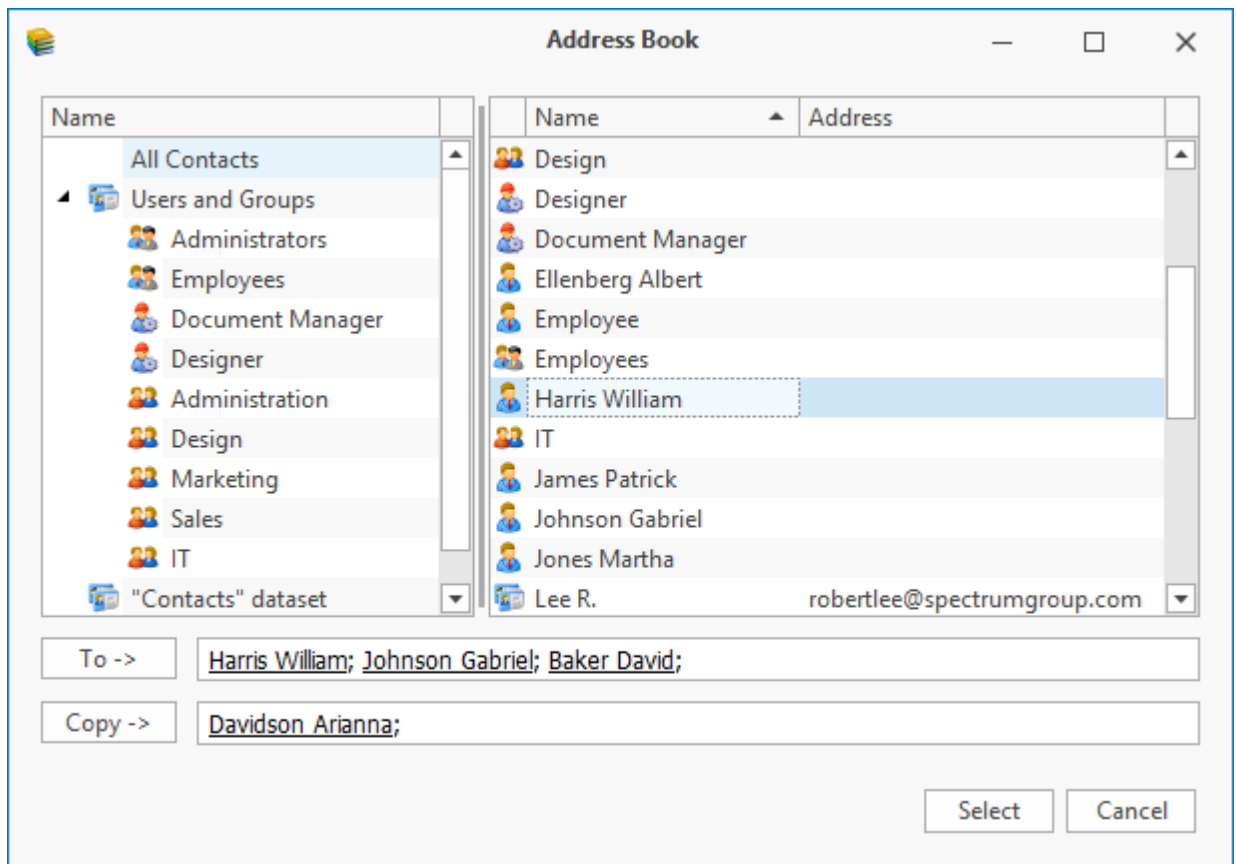 Address Book
Name
All Contacts
Users and Groups
Administrators
Employees
Document Manager
Designer
Administration
Design
Marketing
Sales
IT
"Contacts" dataset
Name Address
Design
Designer
Document Manager
Ellenberg Albert
Employee
Employees
Harris William
IT
James Patrick
Johnson Gabriel
Jones Martha
Lee R. robertlee@spectrumgroup.com
To -> Harris William; Johnson Gabriel; Baker David;
Copy -> Davidson Arianna;
Select Cancel